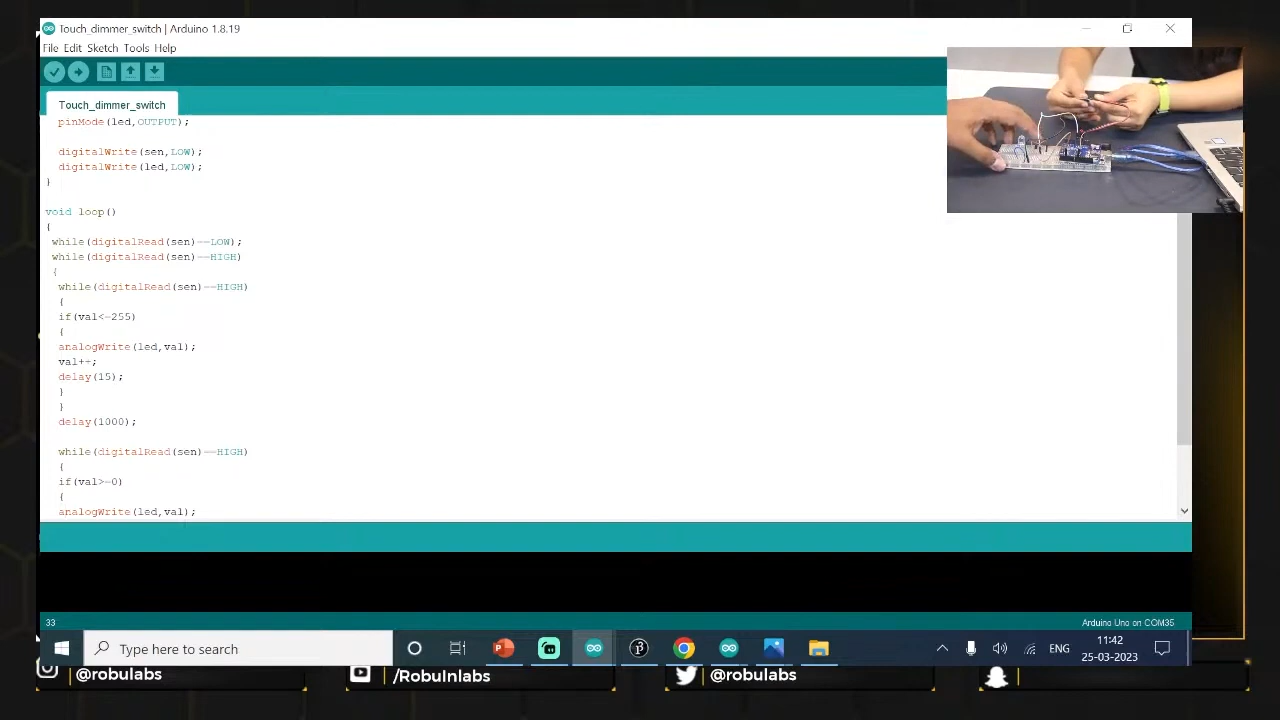 Touch_dimmer_switch | Arduino 1.8.19
File Edit Sketch Tools Help
Touch_dimmer_switch
pinMode(led,OUTPUT);
digitalWrite(sen,LOW);
digitalWrite(led,LOW);
}
void loop()
{
while(digitalRead(sen)==LOW);
while(digitalRead(sen)==HIGH)
{
while(digitalRead(sen)==HIGH)
{
if(val<=255)
{
analogWrite(led,val);
val++;
delay(15);
}
}
delay(1000);
while(digitalRead(sen)==HIGH)
{
if(val>=0)
{
analogWrite(led,val);
33
Arduino Uno on COM35
Type here to search
ENG
11:42
25-03-2023
@robulabs
/RobuInlabs
@robulabs